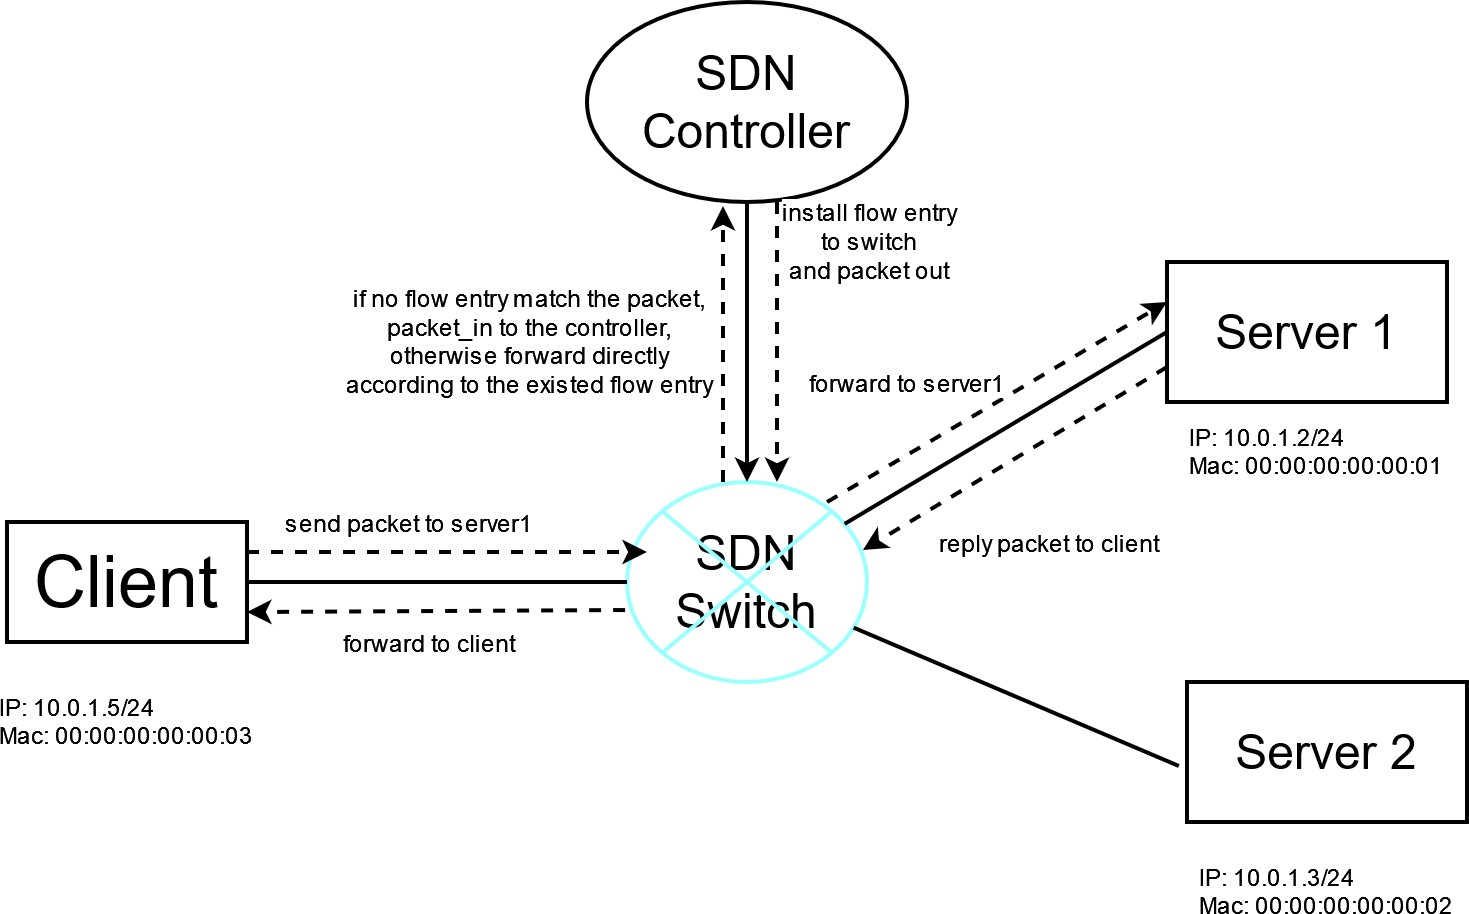 SDN
Controller
install flow entry
to switch
and packet out
if no flow entry match the packet,
packet_in to the controller,
otherwise forward directly
according to the existed flow entry
Server 1
forward to server1
IP: 10.0.1.2/24
Mac: 00:00:00:00:00:01
send packet to server1
reply packet to client
Client
SDN
Switch
forward to client
IP: 10.0.1.5/24
Mac: 00:00:00:00:00:03
Server 2
IP: 10.0.1.3/24
Mac: 00:00:00:00:00:02